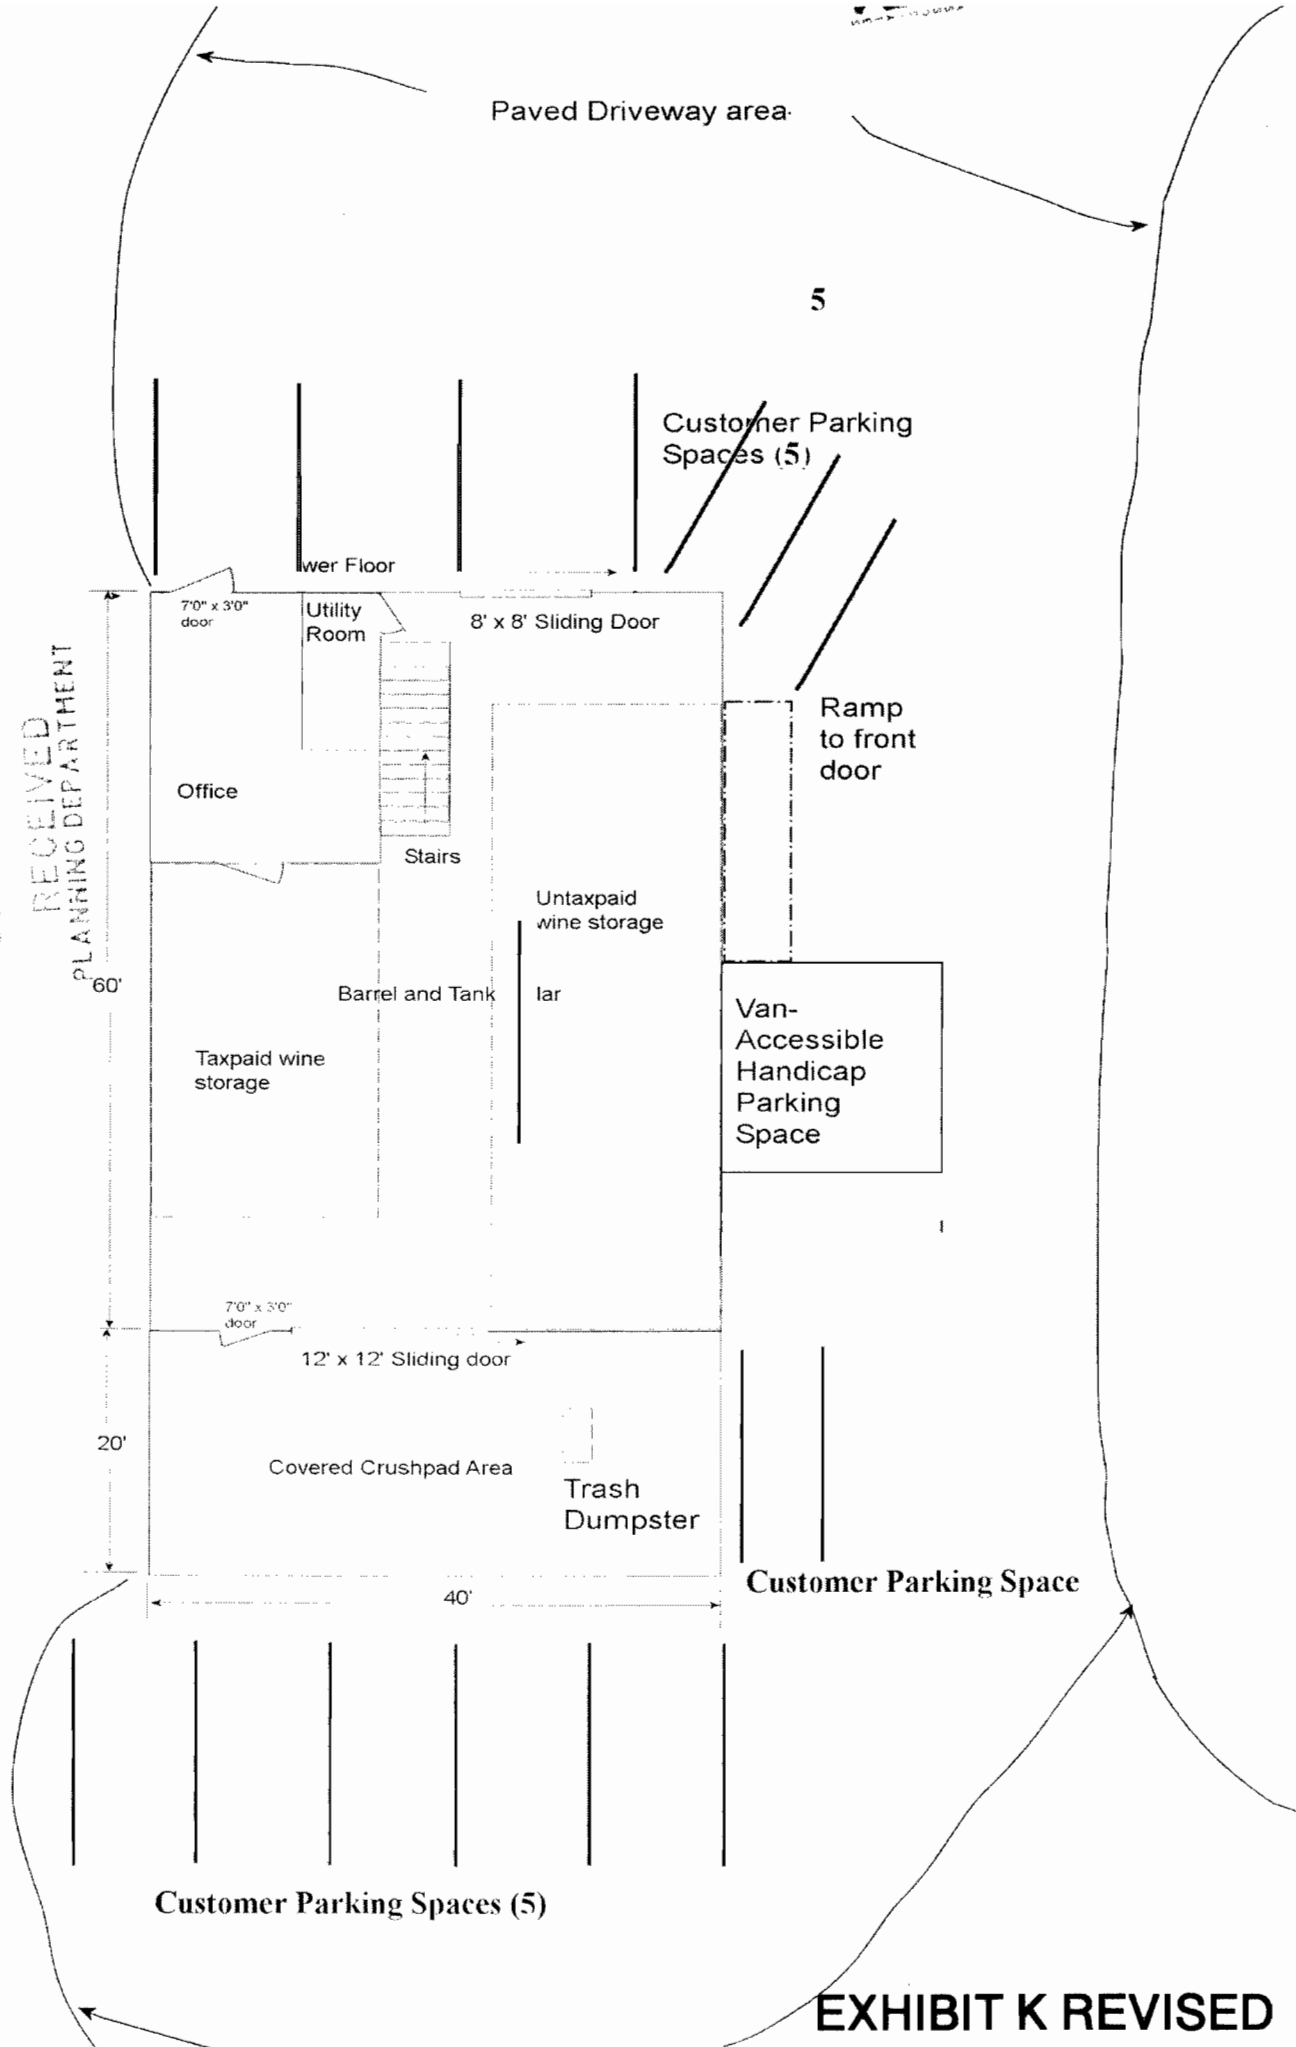 Paved Driveway area
5
Customer Parking
Spaces (5)
wer Floor
7'0" x 3'0"
door
Utility
Room
8' x 8' Sliding Door
RECEIVED
PLANNING DEPARTMENT
Ramp
to front
door
Office
Stairs
Untaxpaid
wine storage
60'
Barrel and Tank lar
Van-
Accessible
Handicap
Parking
Space
Taxpaid wine
storage
7'0" x 3'0"
door
12' x 12' Sliding door
20'
Covered Crushpad Area
Trash
Dumpster
Customer Parking Space
40'
Customer Parking Spaces (5)
EXHIBIT K REVISED